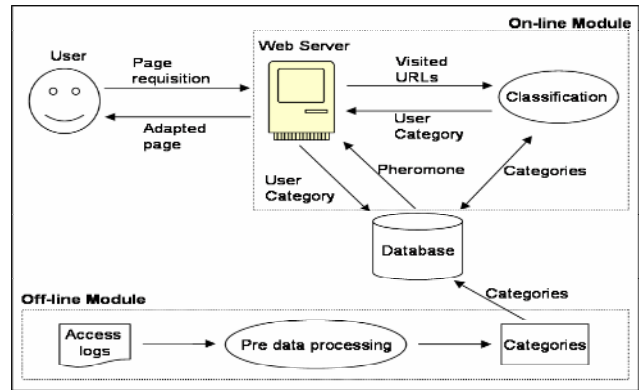 On-line Module
User
Page
requisition
Adapted
page
Web Server
Visited
URLs
User
Category
Classification
User
Category
Pheromone
Categories
Database
Categories
Off-line Module
Access
logs
Pre data processing
Categories